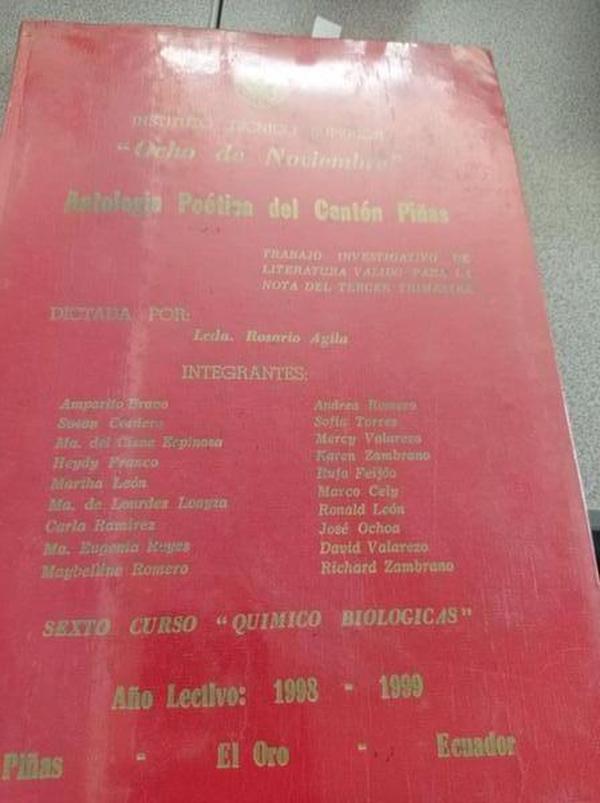 INSTITUTO TECNICO SUPERIOR
"Ocho de Noviembre"
Antología Poética del Cantón Piñas
TRABAJO INVESTIGATIVO DE
LITERATURA VALIDO PARA LA
NOTA DEL TERCER TRIMESTRE
DICTADA POR:
Lcda. Rosario Agila
INTEGRANTES:
Amparito Bravo
Susan Cordero
Ma. del Cisne Espinosa
Heydy Franco
Martha León
Ma. de Lourdes Loayza
Carla Ramírez
Ma. Eugenia Reyes
Maybeline Romero
Andrea Romero
Sofía Torres
Mercy Valarezo
Karen Zambrano
Rufa Feijóo
Marco Cely
Ronald León
José Ochoa
David Valarezo
Richard Zambrano
SEXTO CURSO "QUIMICO BIOLOGICAS"
Año Lectivo: 1998 - 1999
Piñas - El Oro - Ecuador